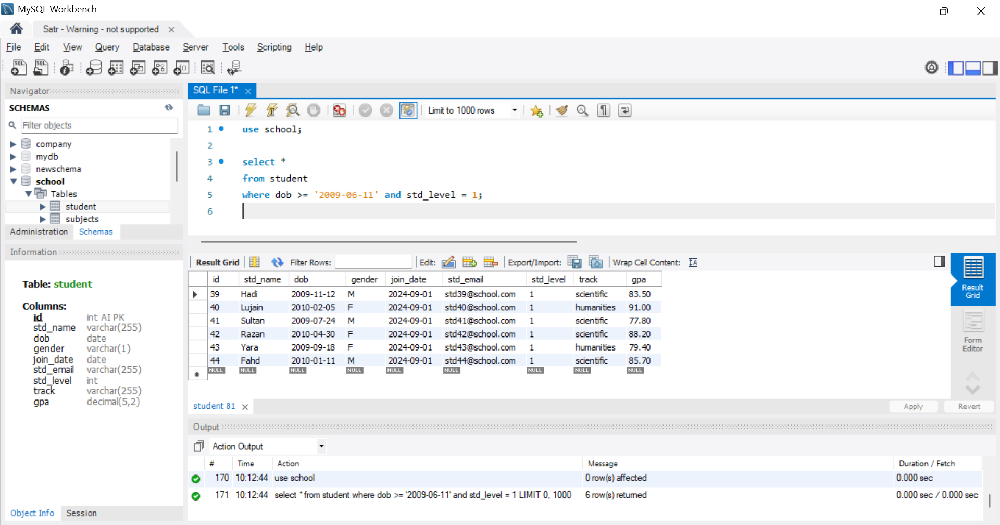 MySQL Workbench
Satr - Warning - not supported
File Edit View Query Database Server Tools Scripting Help
Navigator
SCHEMAS
Filter objects
company
mydb
newschema
school
Tables
student
subjects
Administration Schemas
Information
Table: student
Columns:
id int AI PK
std_name varchar(255)
dob date
gender varchar(1)
join_date date
std_email varchar(255)
std_level int
track varchar(255)
gpa decimal(5,2)
Object Info Session
SQL File 1*
Limit to 1000 rows
1 use school;
2
3 select *
4 from student
5 where dob >= '2009-06-11' and std_level = 1;
6
Result Grid Filter Rows: Edit: Export/Import: Wrap Cell Content:
id std_name dob gender join_date std_email std_level track gpa
39 Hadi 2009-11-12 M 2024-09-01 std39@school.com 1 scientific 83.50
40 Lujain 2010-02-05 F 2024-09-01 std40@school.com 1 humanities 91.00
41 Sultan 2009-07-24 M 2024-09-01 std41@school.com 1 scientific 77.80
42 Razan 2010-04-30 F 2024-09-01 std42@school.com 1 scientific 88.20
43 Yara 2009-09-18 F 2024-09-01 std43@school.com 1 humanities 79.40
44 Fahd 2010-01-11 M 2024-09-01 std44@school.com 1 scientific 85.70
NULL NULL NULL NULL NULL NULL NULL NULL NULL
Result
Grid
Form
Editor
student 81
Apply Revert
Output
Action Output
# Time Action Message Duration / Fetch
170 10:12:44 use school 0 row(s) affected 0.000 sec
171 10:12:44 select * from student where dob >= '2009-06-11' and std_level = 1 LIMIT 0, 1000 6 row(s) returned 0.000 sec / 0.000 sec